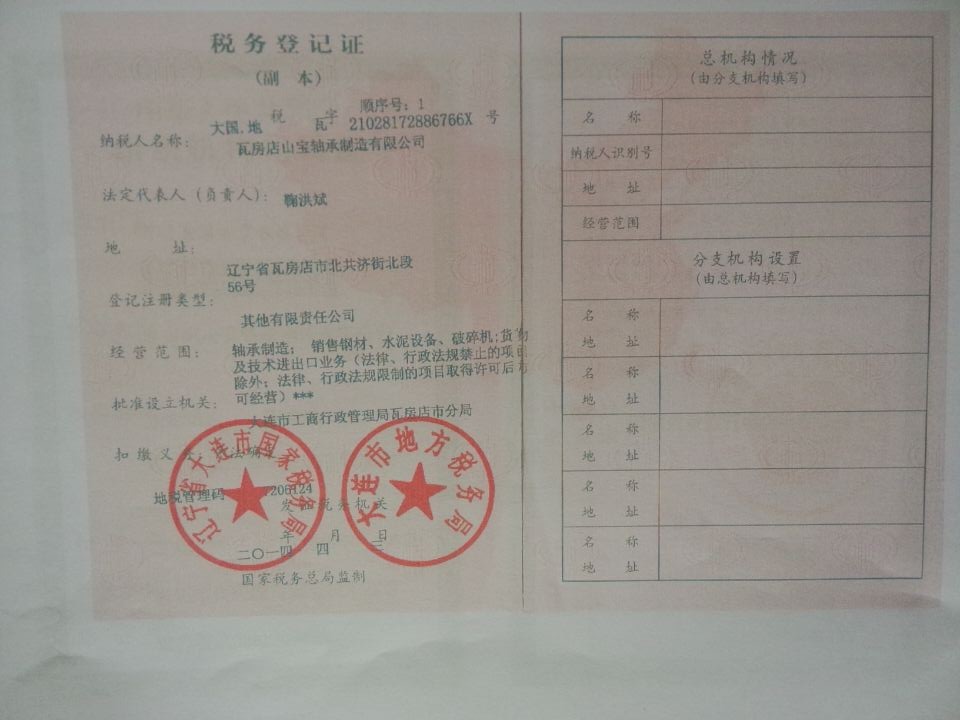 税务登记证
（副 本）
顺序号：1
大国.地 税 瓦 字 21028172886766X 号
纳税人名称：
瓦房店山宝轴承制造有限公司
法定代表人（负责人）：
鞠洪斌
地 址：
辽宁省瓦房店市北共济街北段
56号
登记注册类型：
其他有限责任公司
经营范围：
轴承制造； 销售钢材、水泥设备、破碎机;货物
及技术进出口业务（法律、行政法规禁止的项目
除外；法律、行政法规限制的项目取得许可后方
可经营）***
批准设立机关：
大连市工商行政管理局瓦房店市分局
扣缴义
地税管理码
206124
发 税务机关
年 月 日
二〇一四 四 三
国家税务总局监制
辽宁省大连市国家税务局
大连市地方税务局
总机构情况
（由分支机构填写）
名 称
纳税人识别号
地 址
经营范围
分支机构设置
（由总机构填写）
名 称
地 址
名 称
地 址
名 称
地 址
名 称
地 址
名 称
地 址